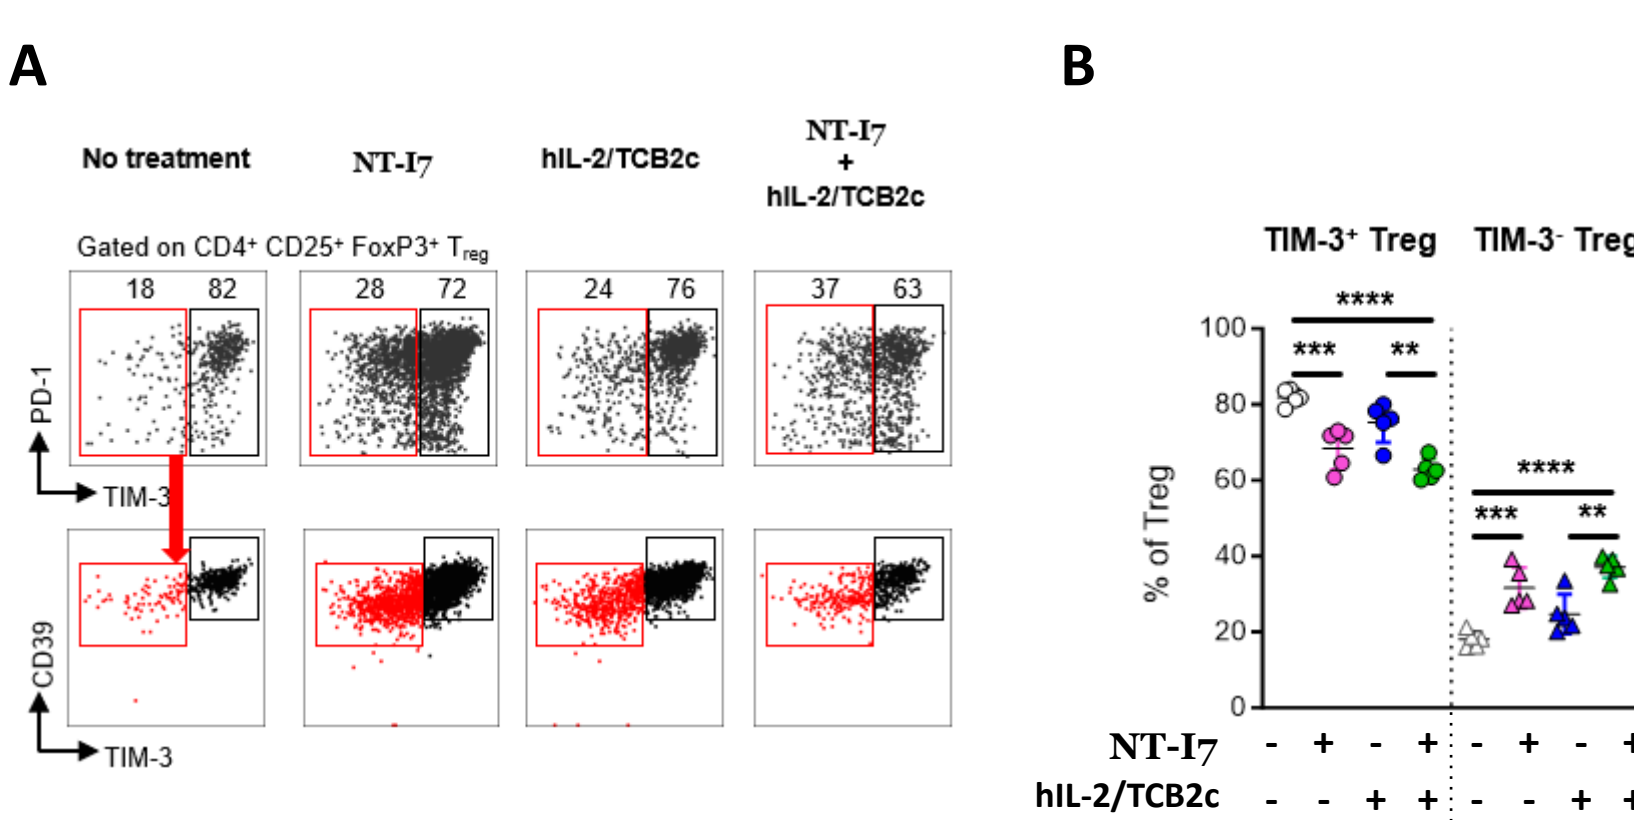 A
B
No treatment
NT-I7
hIL-2/TCB2c
NT-I7
+
hIL-2/TCB2c
Gated on CD4+ CD25+ FoxP3+ Treg
18 82
28 72
24 76
37 63
PD-1
TIM-3
CD39
TIM-3
TIM-3+ Treg TIM-3- Treg
****
*** **
****
*** **
100
80
60
40
20
0
% of Treg
NT-I7 - + - + - + - +
hIL-2/TCB2c - - + + - - + +